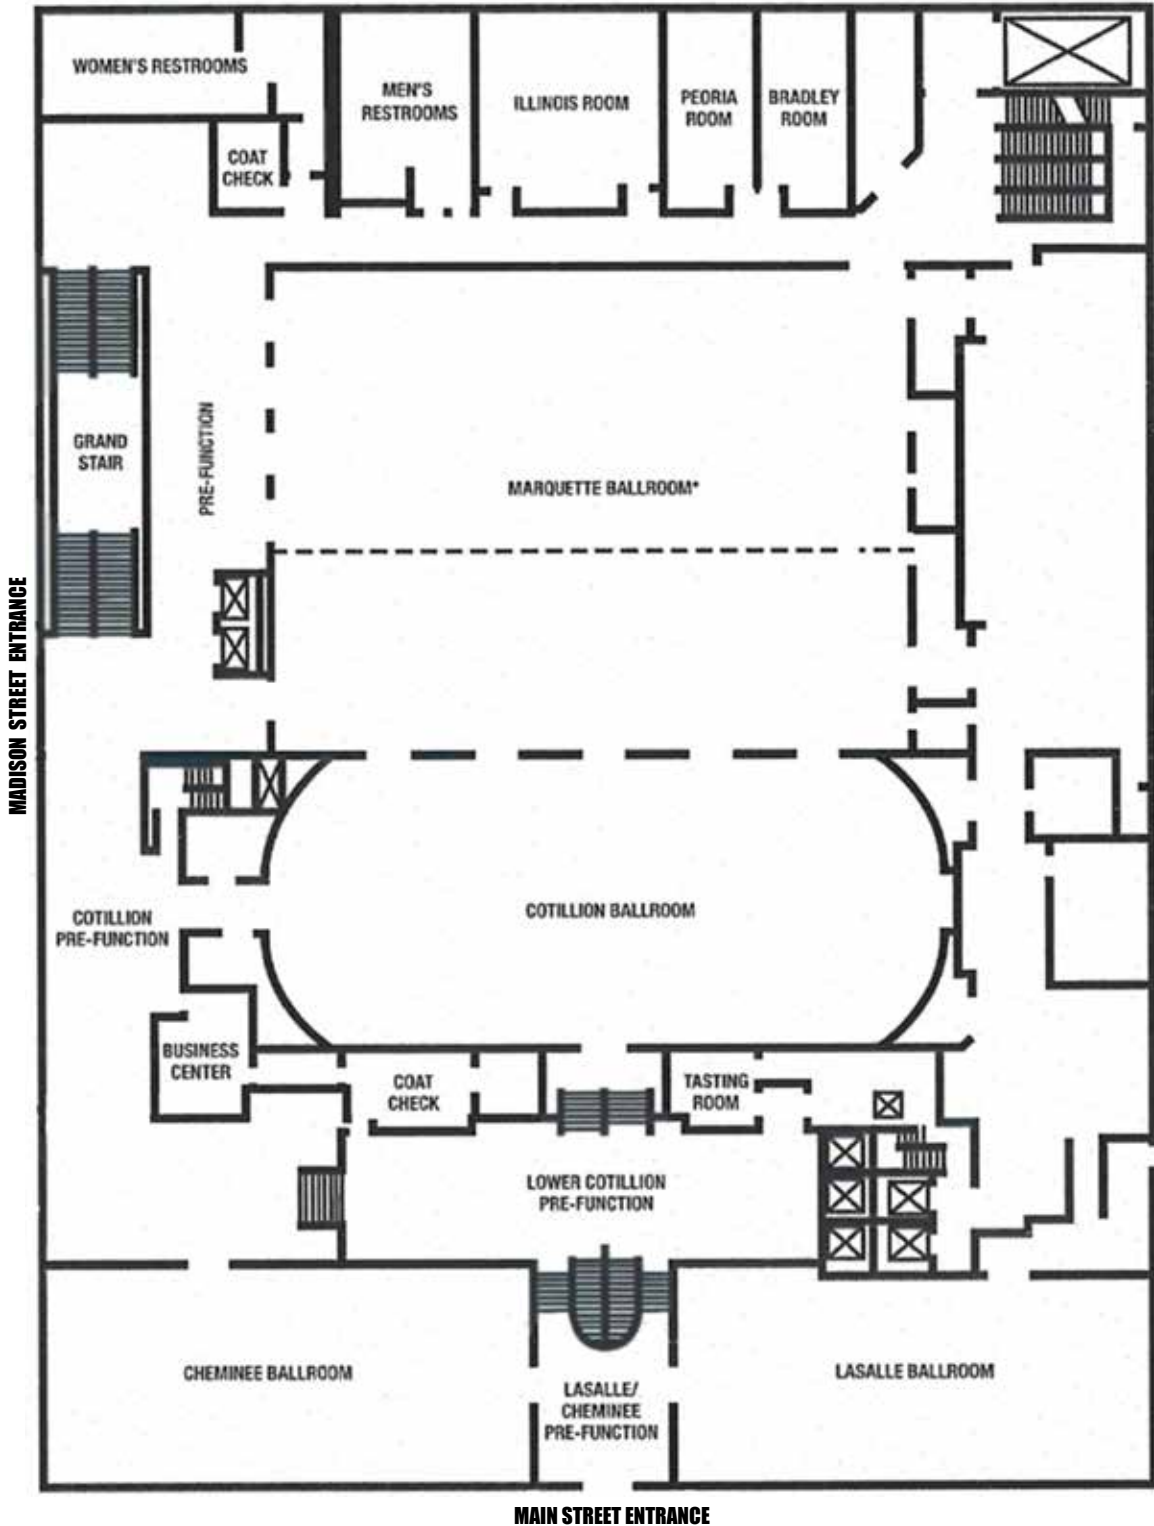 WOMEN'S RESTROOMS
MEN'S
RESTROOMS
ILLINOIS ROOM
PEORIA
ROOM
BRADLEY
ROOM
COAT
CHECK
GRAND
STAIR
PRE-FUNCTION
MARQUETTE BALLROOM*
MADISON STREET ENTRANCE
COTILLION
PRE-FUNCTION
COTILLION BALLROOM
BUSINESS
CENTER
COAT
CHECK
TASTING
ROOM
LOWER COTILLION
PRE-FUNCTION
CHEMINEE BALLROOM
LASALLE/
CHEMINEE
PRE-FUNCTION
LASALLE BALLROOM
MAIN STREET ENTRANCE